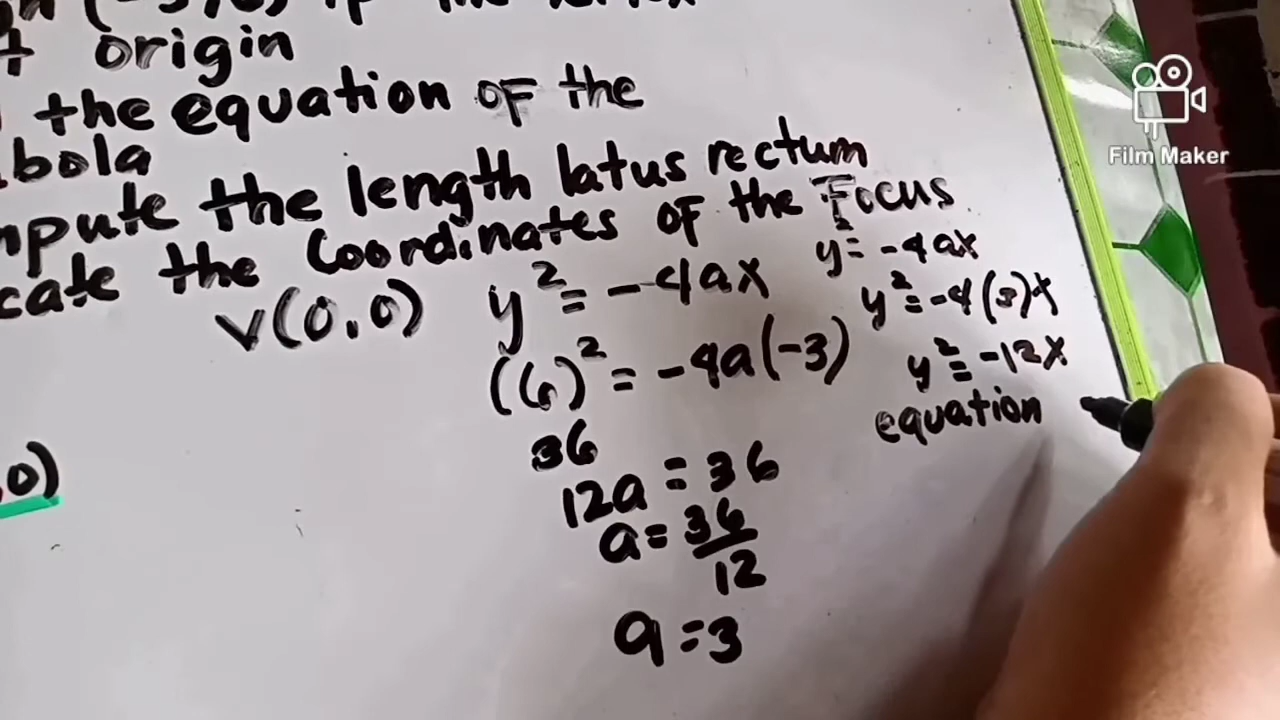 origin
the equation OF the
bola
mpute the length latus rectum
cate the Coordinates of the Focus
V(0,0)
y² = -4ax
(6)² = -4a(-3)
36
12a = 36
a = 36/12
a = 3
y² = -4ax
y² = -4(3)x
y² = -12x
equation
0)
Film Maker